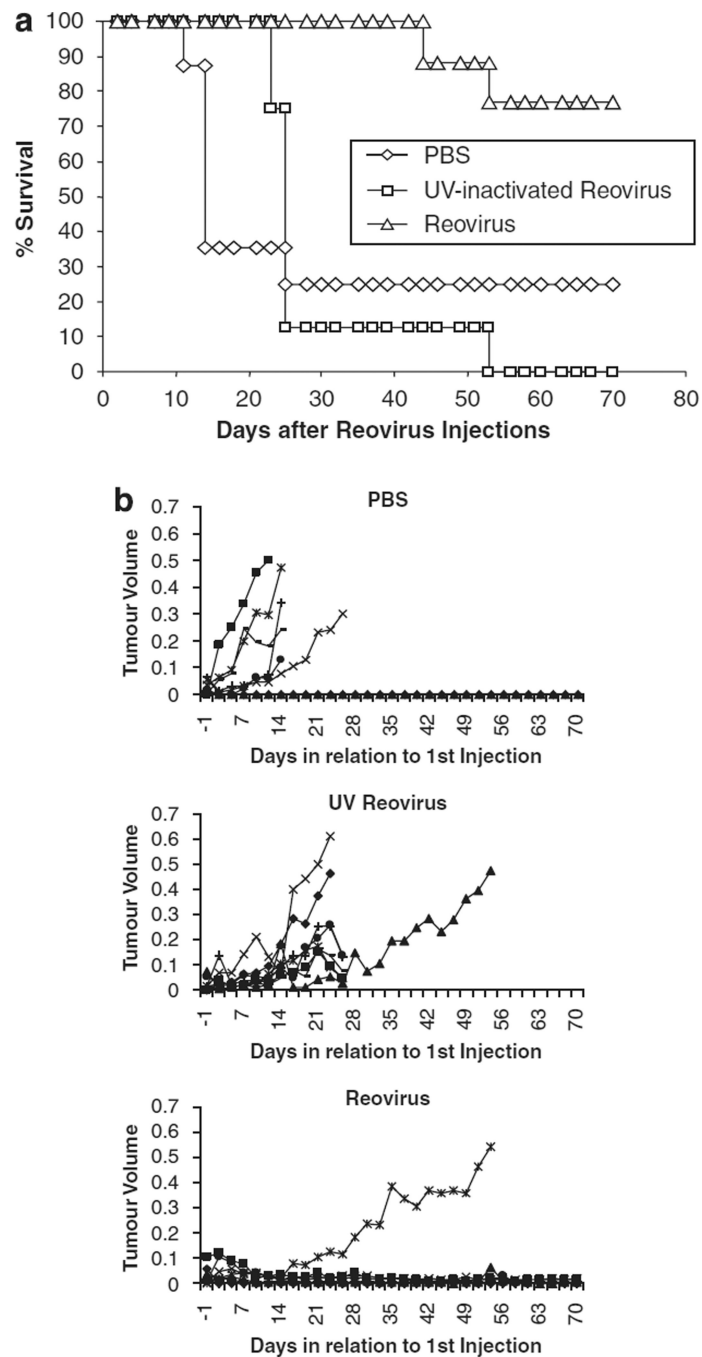 a
100
90
80
70
60
50
40
30
20
10
0
% Survival
PBS
UV-inactivated Reovirus
Reovirus
0 10 20 30 40 50 60 70 80
Days after Reovirus Injections
b
PBS
0.7
0.6
0.5
0.4
0.3
0.2
0.1
0
Tumour Volume
-1 7 14 21 28 35 42 49 56 63 70
Days in relation to 1st Injection
UV Reovirus
0.7
0.6
0.5
0.4
0.3
0.2
0.1
0
Tumour Volume
-1 7 14 21 28 35 42 49 56 63 70
Days in relation to 1st Injection
Reovirus
0.7
0.6
0.5
0.4
0.3
0.2
0.1
0
Tumour Volume
-1 7 14 21 28 35 42 49 56 63 70
Days in relation to 1st Injection